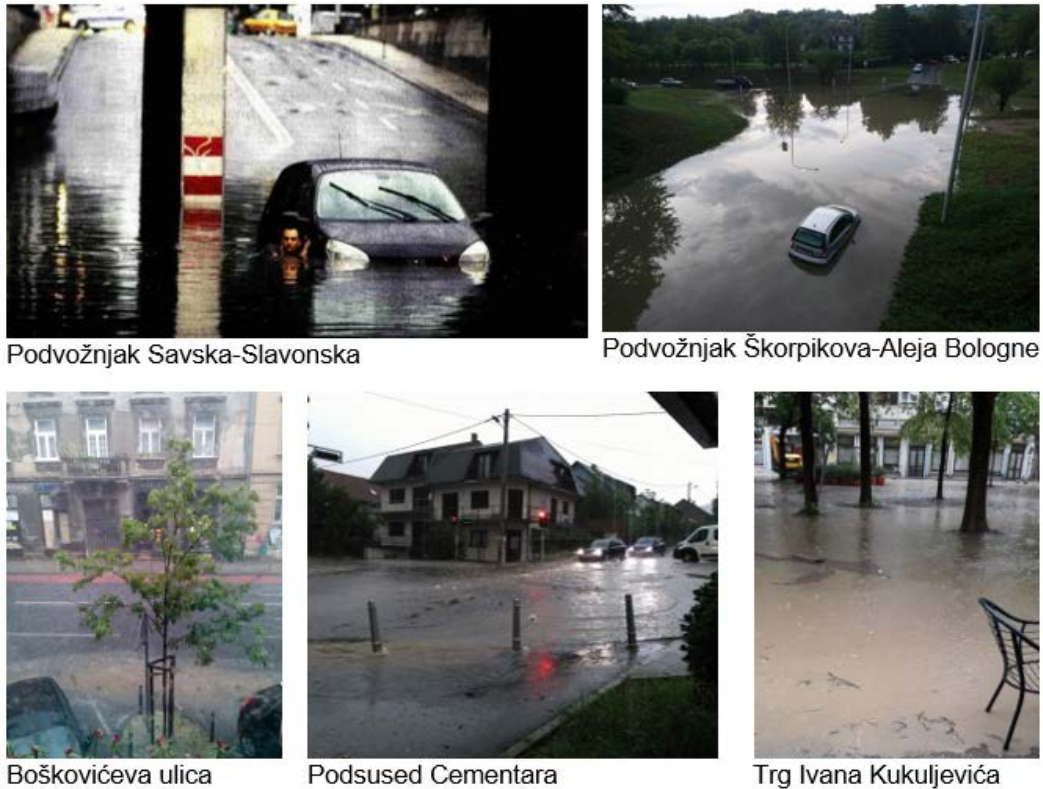 Podvožnjak Savska-Slavonska
Podvožnjak Škorpikova-Aleja Bologne
Boškovićeva ulica
Podsused Cementara
Trg Ivana Kukuljevića